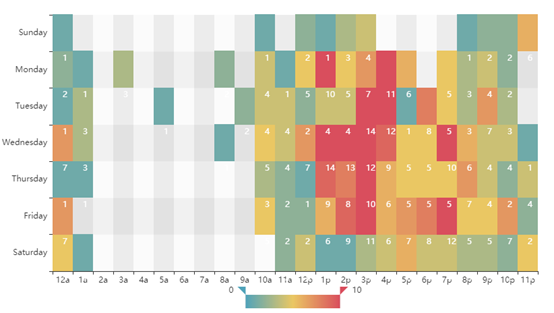 Sunday
Monday 1 1 2 1 3 4 1 2 2 6
Tuesday 2 1 3 4 1 5 10 5 7 11 6 5 3 4 2
Wednesday 1 3 1 2 4 4 2 4 4 14 12 1 8 5 3 7 3
Thursday 7 3 5 4 7 14 13 12 9 5 5 10 6 4 4 1
Friday 1 1 3 2 1 9 8 10 6 5 5 5 7 4 2 4
Saturday 7 2 2 6 9 11 6 7 8 12 5 5 7 2
12a 1a 2a 3a 4a 5a 6a 7a 8a 9a 10a 11a 12p 1p 2p 3p 4p 5p 6p 7p 8p 9p 10p 11p
0 10